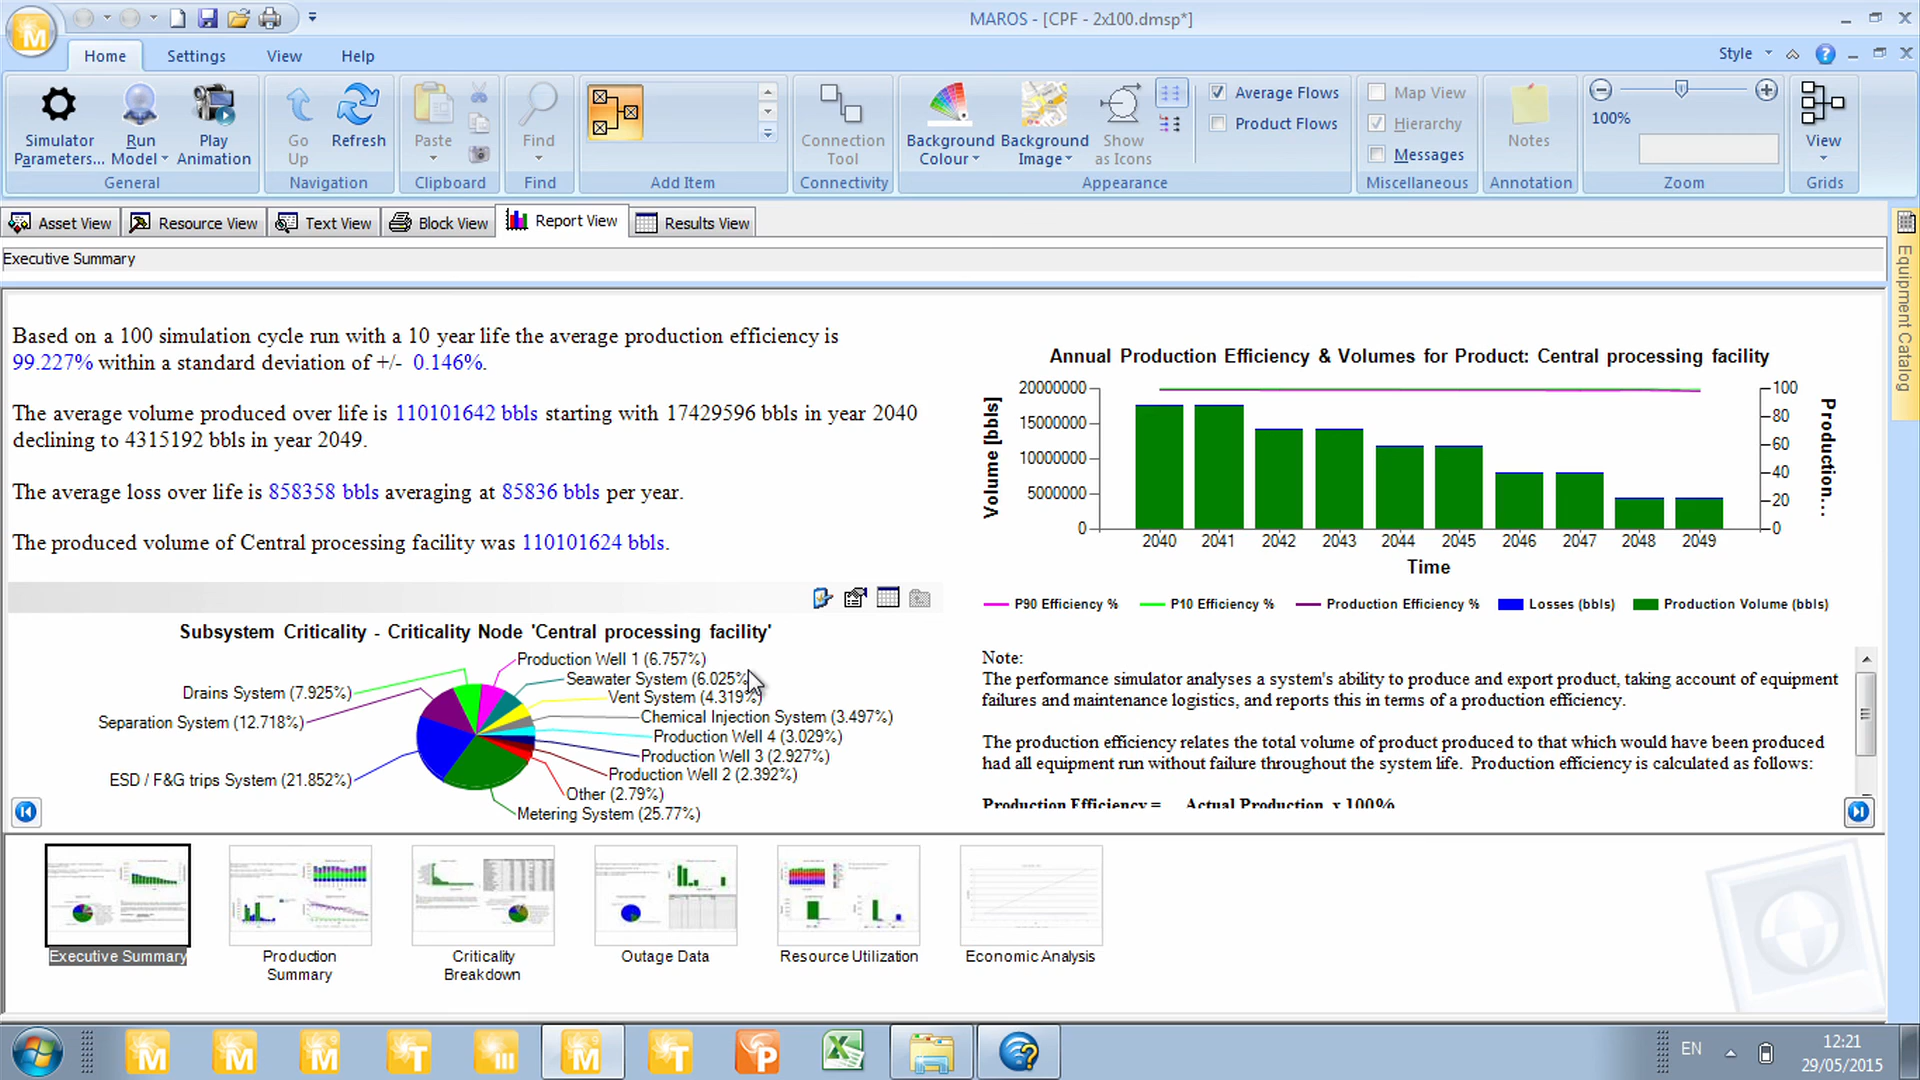 MAROS - [CPF - 2x100.dmsp*]
Home
Settings
View
Help
Style
Simulator Parameters...
Run Model
Play Animation
General
Go Up
Refresh
Navigation
Paste
Clipboard
Find
Find
Add Item
Connection Tool
Connectivity
Background Colour
Background Image
Show as Icons
Average Flows
Product Flows
Appearance
Map View
Hierarchy
Messages
Miscellaneous
Notes
Annotation
100%
Zoom
View
Grids
Asset View
Resource View
Text View
Block View
Report View
Results View
Equipment Catalog
Executive Summary
Based on a 100 simulation cycle run with a 10 year life the average production efficiency is
99.227% within a standard deviation of +/- 0.146%.
The average volume produced over life is 110101642 bbls starting with 17429596 bbls in year 2040
declining to 4315192 bbls in year 2049.
The average loss over life is 858358 bbls averaging at 85836 bbls per year.
The produced volume of Central processing facility was 110101624 bbls.
Annual Production Efficiency & Volumes for Product: Central processing facility
Volume [bbls]
20000000
15000000
10000000
5000000
0
100
80
60
40
20
0
Production...
2040 2041 2042 2043 2044 2045 2046 2047 2048 2049
Time
P90 Efficiency % P10 Efficiency % Production Efficiency % Losses (bbls) Production Volume (bbls)
Subsystem Criticality - Criticality Node 'Central processing facility'
Production Well 1 (6.757%)
Seawater System (6.025%
Vent System (4.319%)
Chemical Injection System (3.497%)
Production Well 4 (3.029%)
Production Well 3 (2.927%)
Production Well 2 (2.392%)
Other (2.79%)
Metering System (25.77%)
Drains System (7.925%)
Separation System (12.718%)
ESD / F&G trips System (21.852%)
Note:
The performance simulator analyses a system's ability to produce and export product, taking account of equipment
failures and maintenance logistics, and reports this in terms of a production efficiency.
The production efficiency relates the total volume of product produced to that which would have been produced
had all equipment run without failure throughout the system life. Production efficiency is calculated as follows:
Production Efficiency = Actual Production x 100%
Executive Summary
Production Summary
Criticality Breakdown
Outage Data
Resource Utilization
Economic Analysis
EN
12:21
29/05/2015